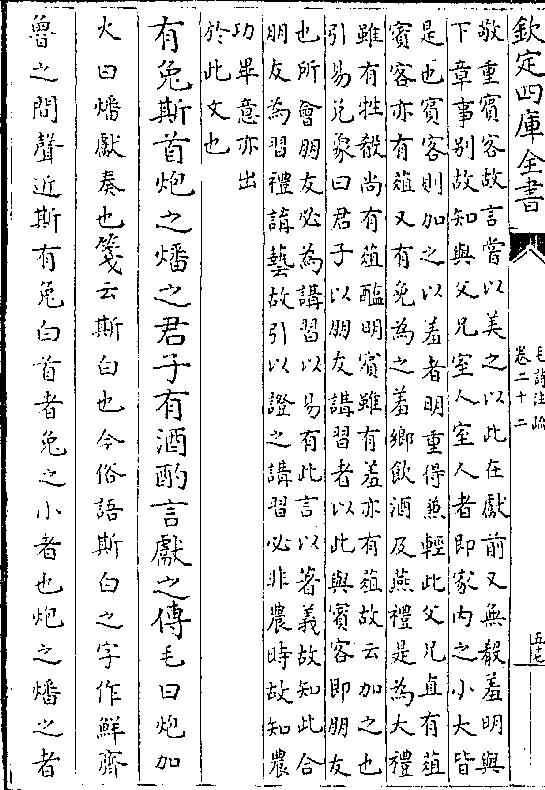 欽定四庫全書
毛詩注疏
卷二十二
敬重賓客故言嘗以美之以此在獻前又無殽羞明與
下章事别故知與父兄室人室人者即家内之小大皆
是也賓客則加之以羞者明重得兼輕此父兄直有菹
賓客亦有菹又有兔為之羞鄉飲酒及燕禮是為大禮
雖有牲殽尚有菹醢明賓雖有羞亦有菹故云加之也
引易兑象曰君子以朋友講習者以此與賓客即朋友
也所會朋友必為講習以易有此言以著義故知此合
朋友為習禮講藝故引以證之講習必非農時故知農
功畢意亦出
於此文也
有兔斯首炮之燔之君子有酒酌言獻之傳毛曰炮加
火曰燔獻奏也箋云斯白也今俗語斯白之字作鮮齊
魯之間聲近斯有兔白首者兔之小者也炮之燔之者